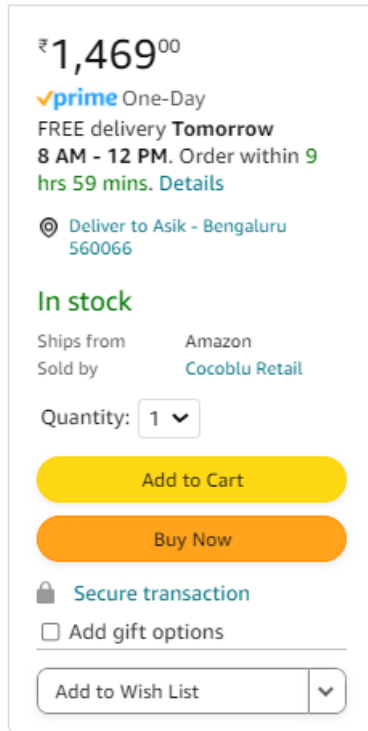 ₹1,46900
prime One-Day
FREE delivery Tomorrow
8 AM - 12 PM. Order within 9
hrs 59 mins. Details
Deliver to Asik - Bengaluru
560066
In stock
Ships from Amazon
Sold by Cocoblu Retail
Quantity: 1
Add to Cart
Buy Now
Secure transaction
Add gift options
Add to Wish List